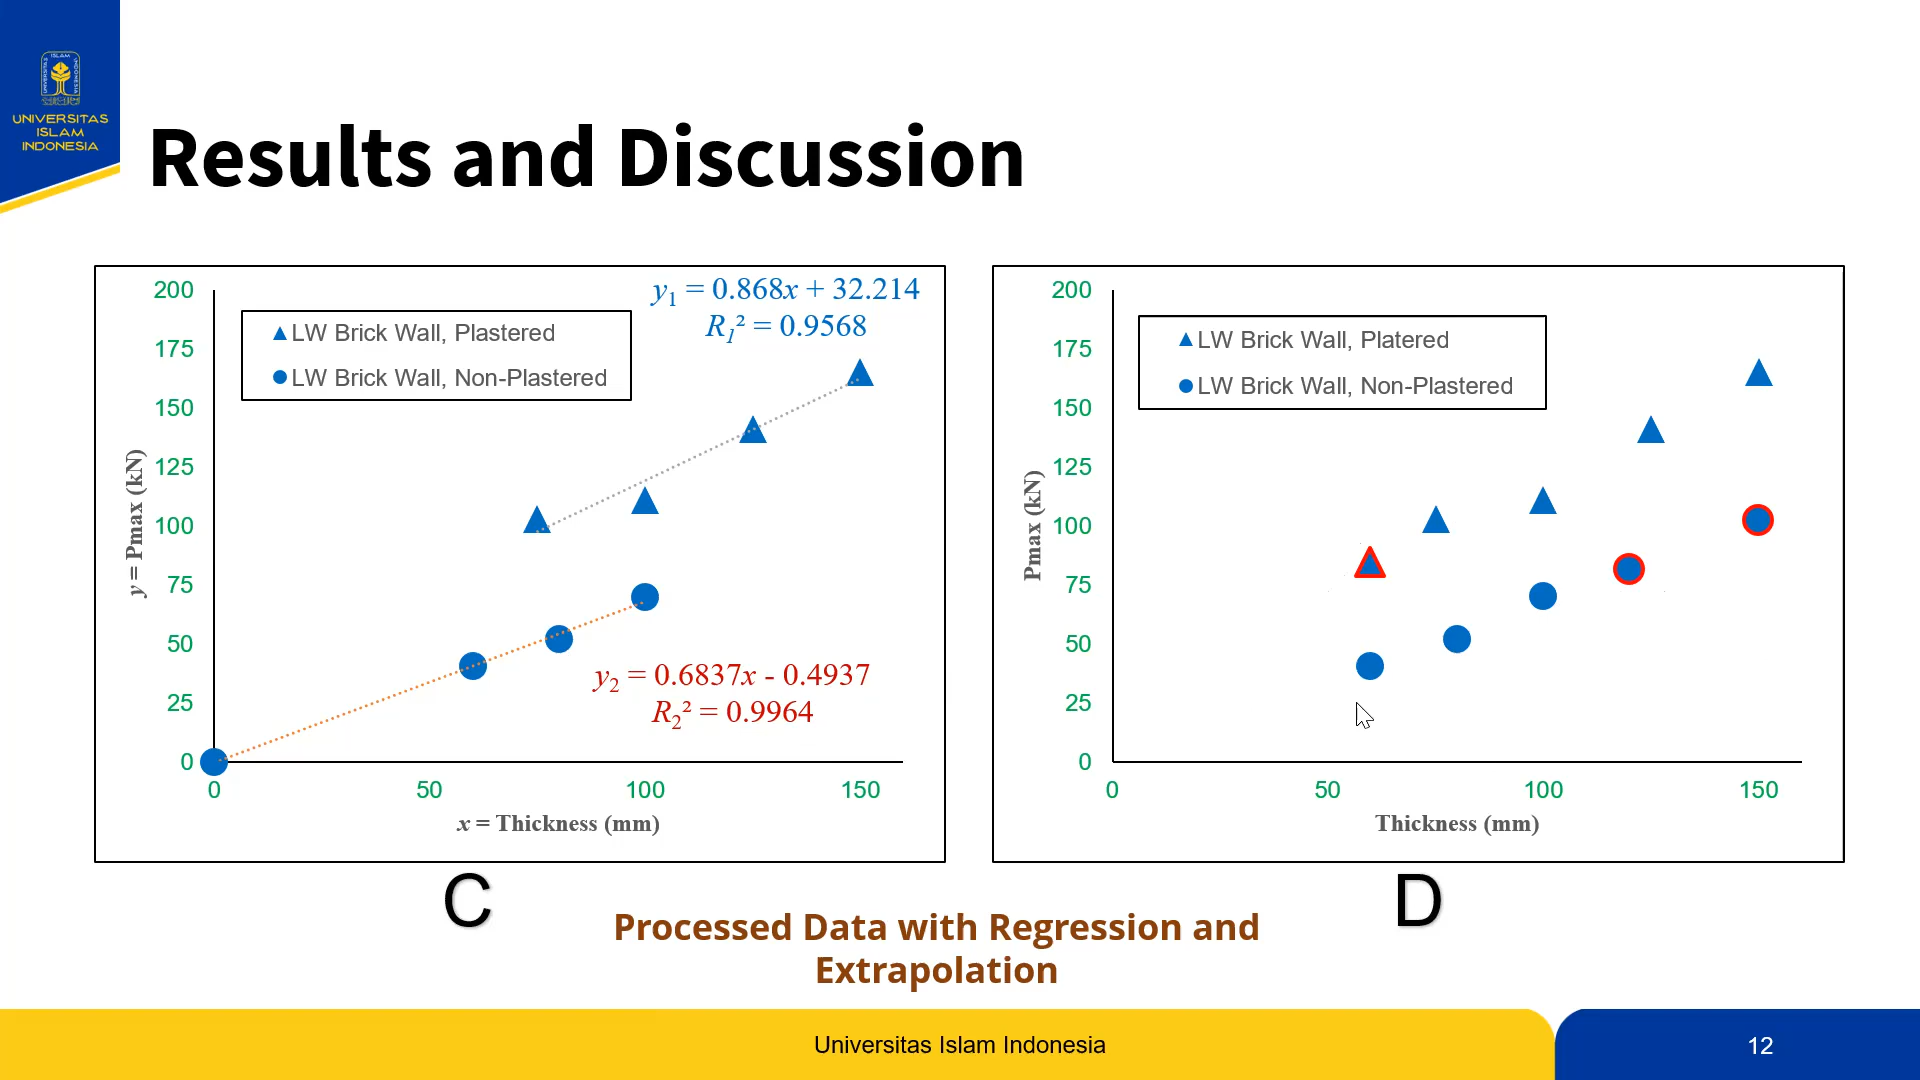 UNIVERSITAS
ISLAM
INDONESIA
Results and Discussion
200
175
150
125
100
75
50
25
0
0
50
100
150
y = Pmax (kN)
x = Thickness (mm)
LW Brick Wall, Plastered
LW Brick Wall, Non-Plastered
y1 = 0.868x + 32.214
R1² = 0.9568
y2 = 0.6837x - 0.4937
R2² = 0.9964
C
200
175
150
125
100
75
50
25
0
0
50
100
150
Pmax (kN)
Thickness (mm)
LW Brick Wall, Platered
LW Brick Wall, Non-Plastered
D
Processed Data with Regression and
Extrapolation
Universitas Islam Indonesia
12